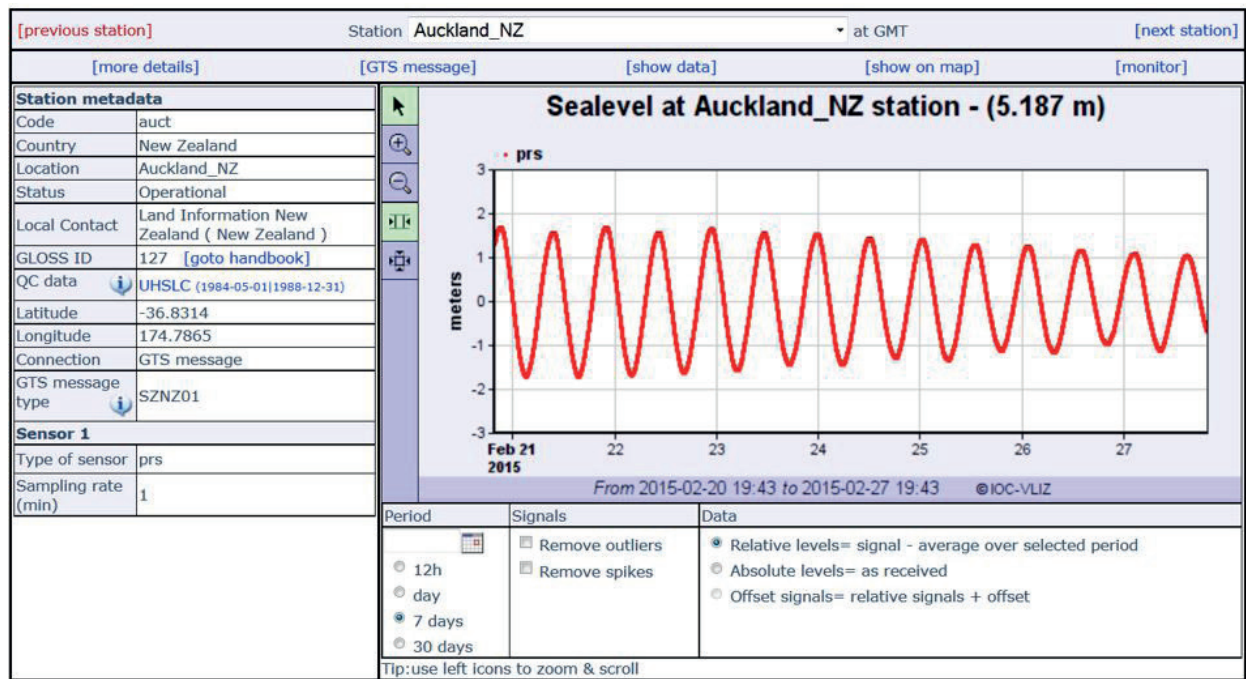 [previous station] Station Auckland_NZ at GMT [next station]
[more details] [GTS message] [show data] [show on map] [monitor]
Station metadata
Code auct
Country New Zealand
Location Auckland_NZ
Status Operational
Local Contact Land Information New
Zealand ( New Zealand )
GLOSS ID 127 [goto handbook]
QC data i UHSLC (1984-05-01|1988-12-31)
Latitude -36.8314
Longitude 174.7865
Connection GTS message
GTS message
type i SZNZ01
Sensor 1
Type of sensor prs
Sampling rate
(min) 1
Sealevel at Auckland_NZ station - (5.187 m)
prs
meters
3
2
1
0
-1
-2
-3
Feb 21 22 23 24 25 26 27
2015
From 2015-02-20 19:43 to 2015-02-27 19:43 ©IOC-VLIZ
Period
12h
day
7 days
30 days
Signals
Remove outliers
Remove spikes
Data
Relative levels= signal - average over selected period
Absolute levels= as received
Offset signals= relative signals + offset
Tip:use left icons to zoom & scroll